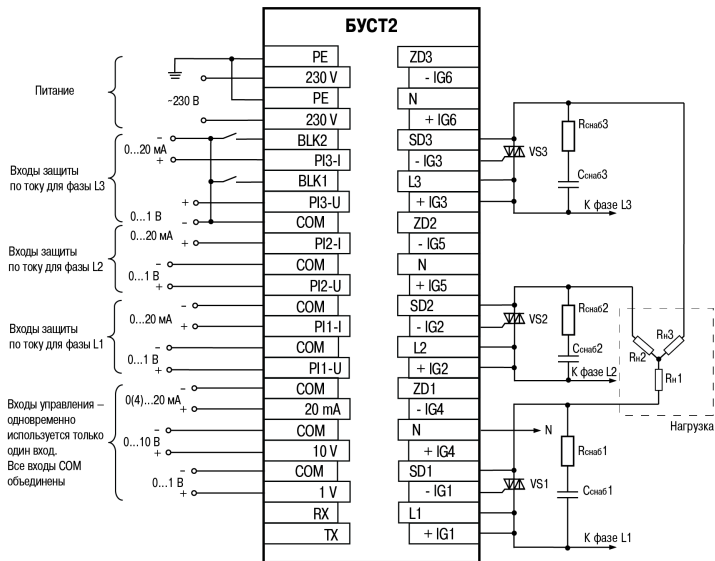 БУСТ2
Питание
~230 В
Входы защиты
по току для фазы L3
–
0...20 мА
+
+
0...1 В
–
0...20 мА
+
Входы защиты
по току для фазы L2
–
0...1 В
+
Входы защиты
по току для фазы L1
–
0...20 мА
+
–
0...1 В
+
Входы управления –
одновременно
используется только
один вход.
Все входы COM
объединены
–
0(4)...20 мА
+
–
0...10 В
+
–
0...1 В
+
PE
230 V
PE
230 V
BLK2
PI3-I
BLK1
PI3-U
COM
PI2-I
COM
PI2-U
COM
PI1-I
COM
PI1-U
COM
20 mA
COM
10 V
COM
1 V
RX
TX
ZD3
- IG6
N
+ IG6
SD3
- IG3
L3
+ IG3
ZD2
- IG5
N
+ IG5
SD2
- IG2
L2
+ IG2
ZD1
- IG4
N
+ IG4
SD1
- IG1
L1
+ IG1
VS3
Rснаб3
Cснаб3
К фазе L3
VS2
Rснаб2
Cснаб2
К фазе L2
Rн2
Rн3
Rн1
Нагрузка
N
VS1
Rснаб1
Cснаб1
К фазе L1